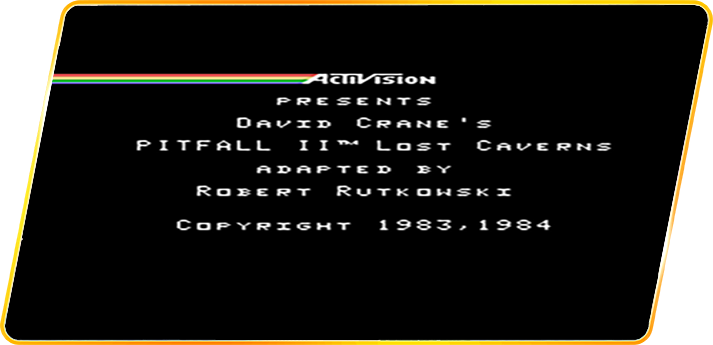 ACTIVISION
PRESENTS
DAVID CRANE'S
PITFALL II™ LOST CAVERNS
ADAPTED BY
ROBERT RUTKOWSKI
COPYRIGHT 1983,1984